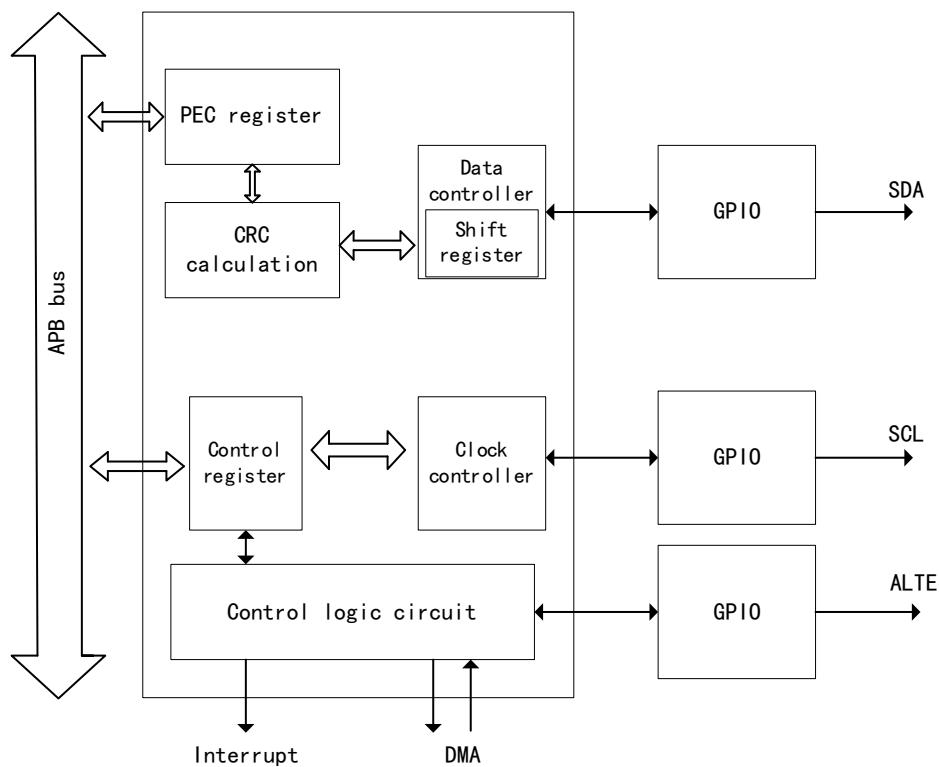 APB bus
PEC register
CRC
calculation
Data
controller
Shift
register
GPIO
SDA
Control
register
Clock
controller
GPIO
SCL
Control logic circuit
GPIO
ALTE
Interrupt
DMA